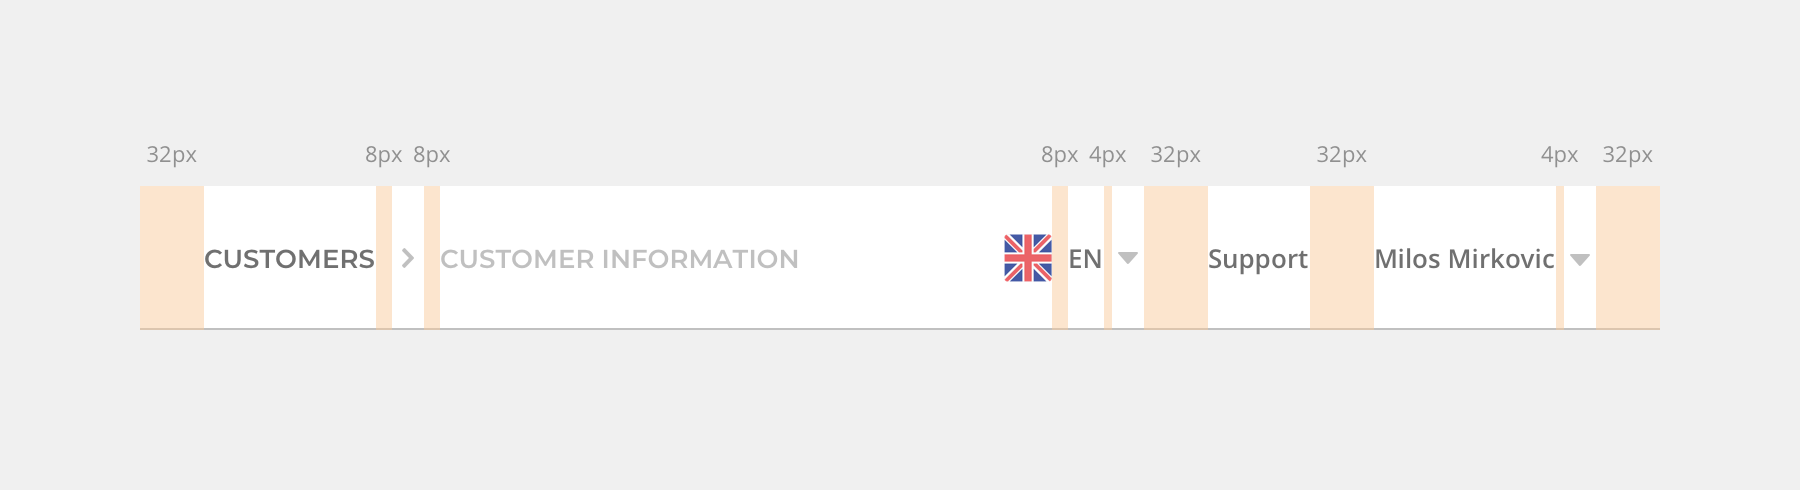 32px 8px 8px 8px 4px 32px 32px 4px 32px
CUSTOMERS CUSTOMER INFORMATION EN Support Milos Mirkovic